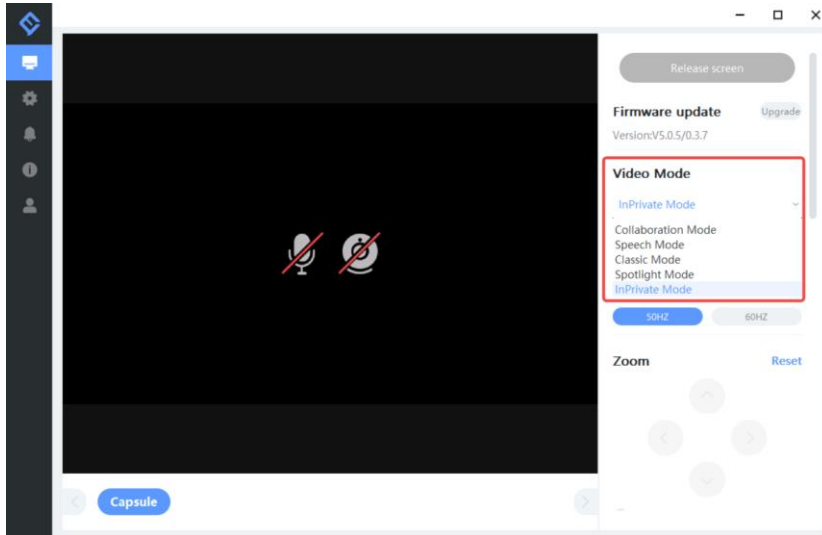 Release screen
Firmware update
Upgrade
Version:V5.0.5/0.3.7
Video Mode
InPrivate Mode
Collaboration Mode
Speech Mode
Classic Mode
Spotlight Mode
InPrivate Mode
50HZ
60HZ
Zoom
Reset
Capsule